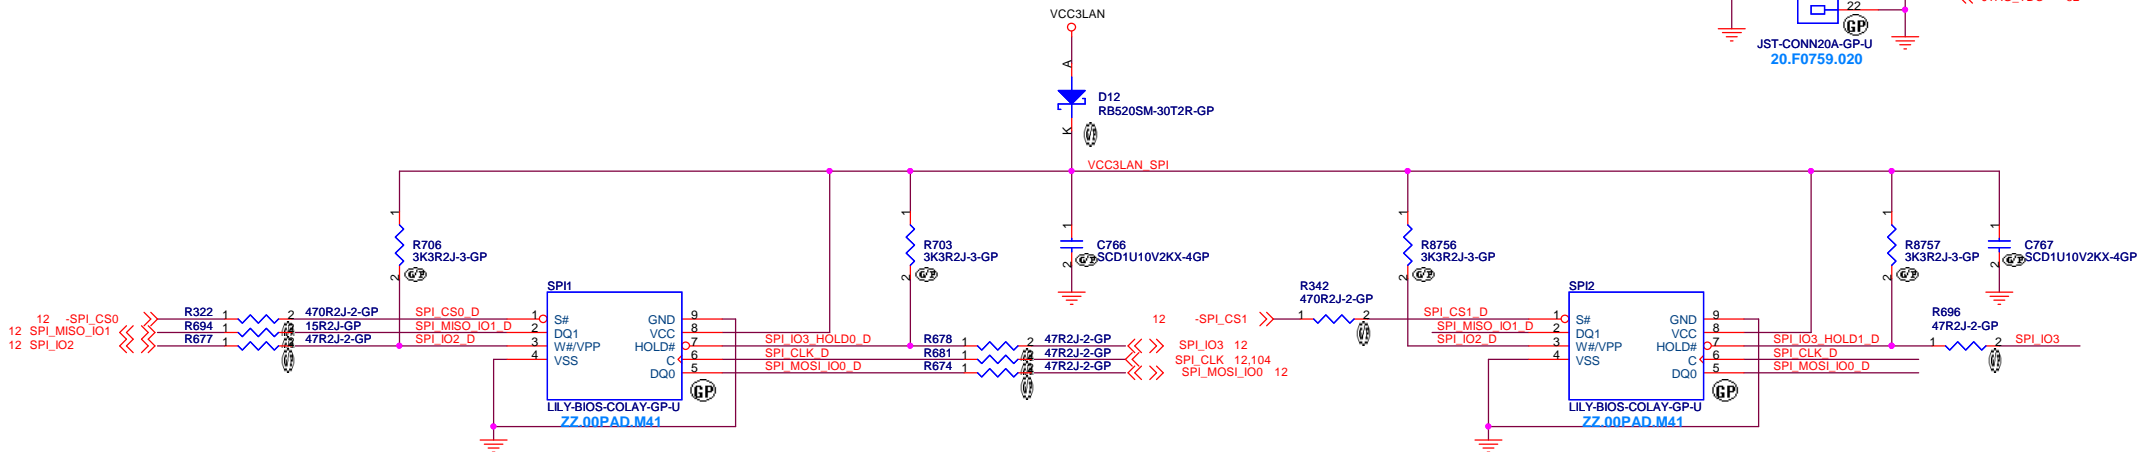 VCC3LAN
22
GP
JST-CONN20A-GP-U
20.F0759.020
A
D12
RB520SM-30T2R-GP
K
VCC3LAN_SPI
1
R706
3K3R2J-3-GP
2
1
R703
3K3R2J-3-GP
2
1
C766
SCD1U10V2KX-4GP
2
1
R8756
3K3R2J-3-GP
2
1
R8757
3K3R2J-3-GP
2
1
C767
SCD1U10V2KX-4GP
2
12 -SPI_CS0
R322 1 2 470R2J-2-GP SPI_CS0_D
12 SPI_MISO_IO1
R694 1 15R2J-GP SPI_MISO_IO1_D
12 SPI_IO2
R677 1 47R2J-2-GP SPI_IO2_D
SPI1
1 S# GND 9
2 DQ1 VCC 8
3 W#/VPP HOLD# 7
4 VSS C 6
DQ0 5
GP
LILY-BIOS-COLAY-GP-U
ZZ.00PAD.M41
SPI_IO3_HOLD0_D R678 1 2 47R2J-2-GP SPI_IO3 12
SPI_CLK_D R681 1 47R2J-2-GP SPI_CLK 12,104
SPI_MOSI_IO0_D R674 1 47R2J-2-GP SPI_MOSI_IO0 12
R342
470R2J-2-GP
12 -SPI_CS1 1 2 SPI_CS1_D
SPI_MISO_IO1_D
SPI_IO2_D
SPI2
1 S# GND 9
2 DQ1 VCC 8
3 W#/VPP HOLD# 7
4 VSS C 6
DQ0 5
GP
LILY-BIOS-COLAY-GP-U
ZZ.00PAD.M41
R696
47R2J-2-GP
SPI_IO3_HOLD1_D 1 2 SPI_IO3
SPI_CLK_D
SPI_MOSI_IO0_D